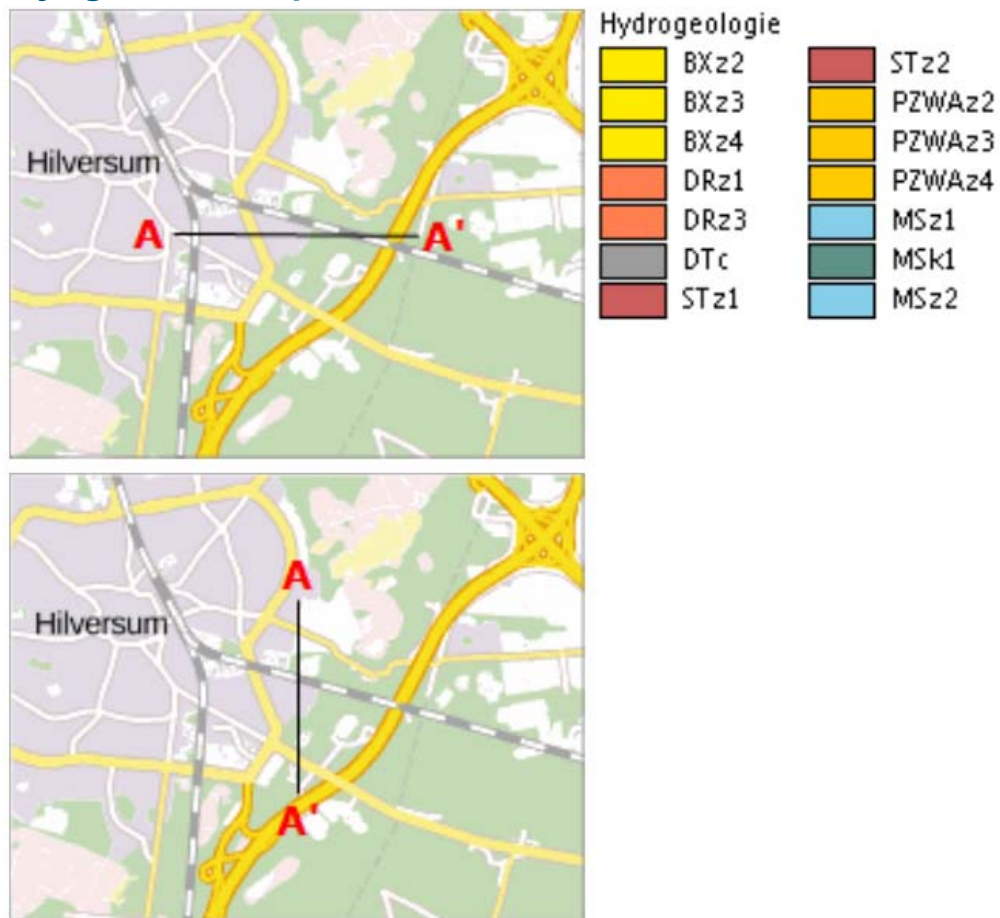 Hydrogeologie
BXz2
BXz3
BXz4
DRz1
DRz3
DTc
STz1
STz2
PZWAz2
PZWAz3
PZWAz4
MSz1
MSk1
MSz2
Hilversum
A
A'
Hilversum
A
A'